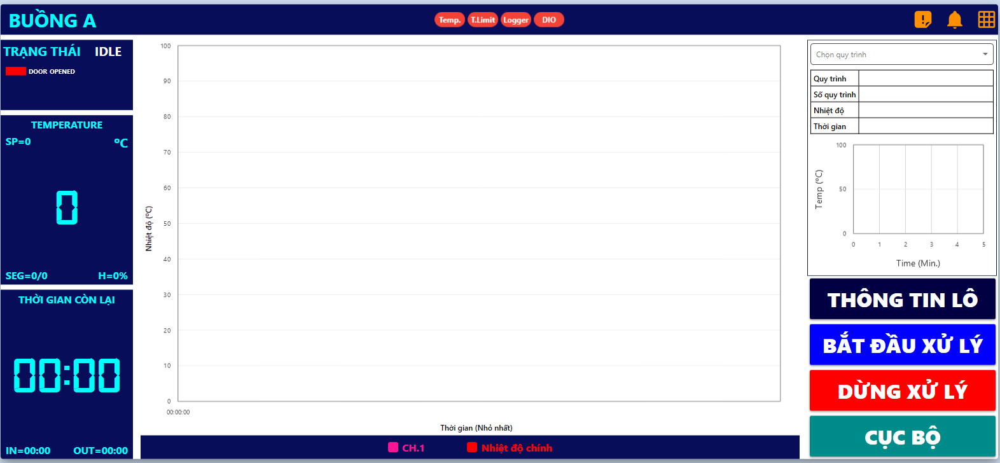 BUỒNG A
Temp. T.Limit Logger DIO
TRẠNG THÁI IDLE
DOOR OPENED
TEMPERATURE
SP=0 ºC
0
SEG=0/0 H=0%
THỜI GIAN CÒN LẠI
00:00
IN=00:00 OUT=00:00
100
90
80
70
60
50
40
30
20
10
0
Nhiệt độ (ºC)
00:00:00
Thời gian (Nhỏ nhất)
CH.1 Nhiệt độ chính
Chọn quy trình
Quy trình
Số quy trình
Nhiệt độ
Thời gian
100
50
0
Temp (ºC)
0 1 2 3 4 5
Time (Min.)
THÔNG TIN LÔ
BẮT ĐẦU XỬ LÝ
DỪNG XỬ LÝ
CỤC BỘ